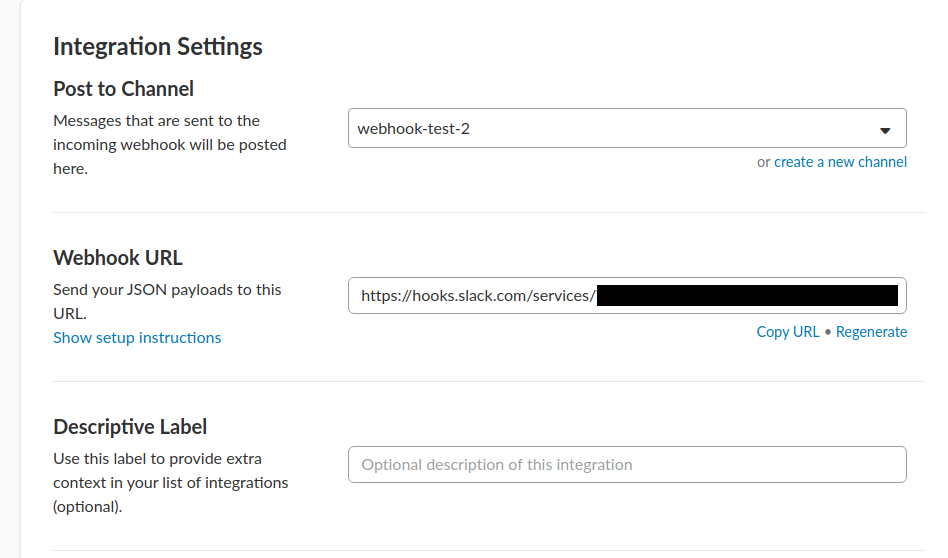 Integration Settings
Post to Channel
Messages that are sent to the
incoming webhook will be posted
here.
webhook-test-2
or create a new channel
Webhook URL
Send your JSON payloads to this
URL.
Show setup instructions
https://hooks.slack.com/services/
Copy URL • Regenerate
Descriptive Label
Use this label to provide extra
context in your list of integrations
(optional).
Optional description of this integration